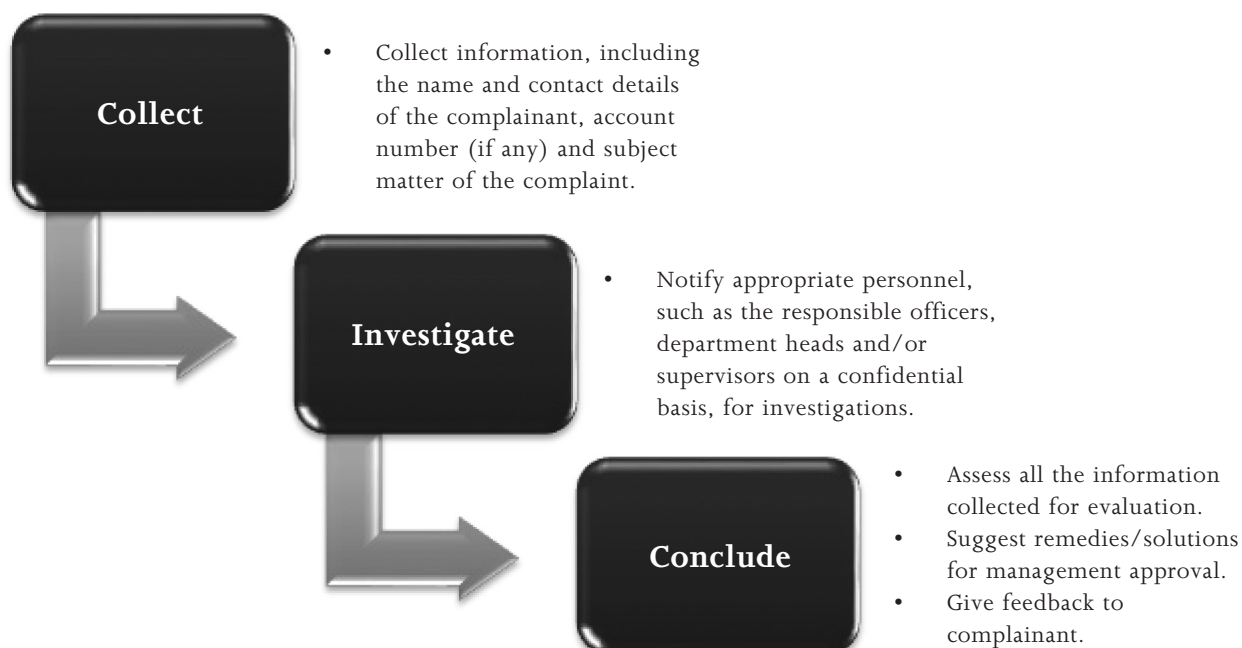 Collect
• Collect information, including
the name and contact details
of the complainant, account
number (if any) and subject
matter of the complaint.
Investigate
• Notify appropriate personnel,
such as the responsible officers,
department heads and/or
supervisors on a confidential
basis, for investigations.
Conclude
• Assess all the information
collected for evaluation.
• Suggest remedies/solutions
for management approval.
• Give feedback to
complainant.